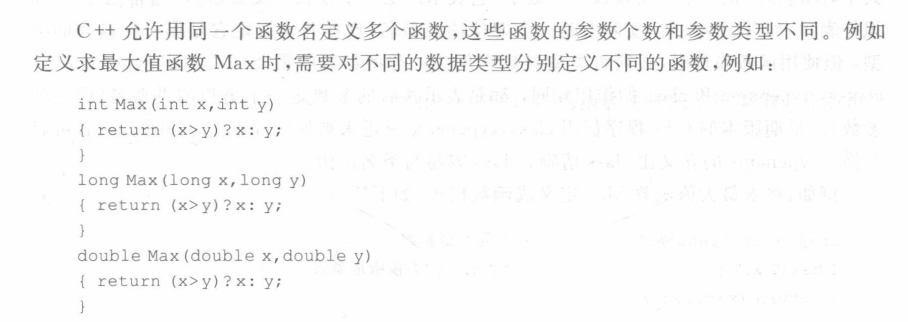 C++ 允许用同一个函数名定义多个函数,这些函数的参数个数和参数类型不同。例如
定义求最大值函数 Max 时,需要对不同的数据类型分别定义不同的函数,例如:
int Max(int x,int y)
{ return (x>y)?x: y;
}
long Max(long x,long y)
{ return (x>y)?x: y;
}
double Max(double x,double y)
{ return (x>y)?x: y;
}